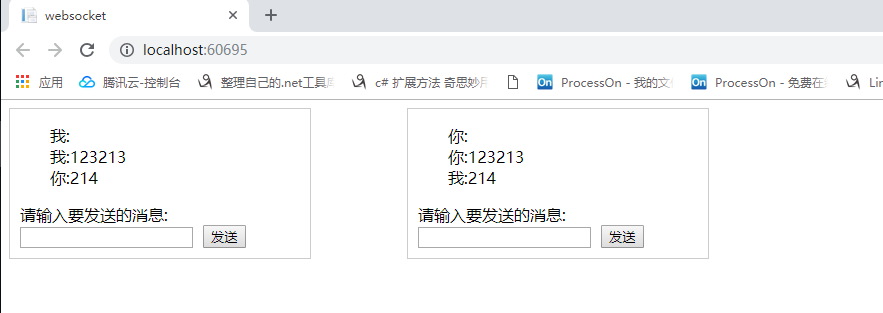 websocket
localhost:60695
应用 腾讯云-控制台 整理自己的.net工具 c# 扩展方法 奇思妙 ProcessOn - 我的文 ProcessOn - 免费在 Lin
我:
我:123213
你:214
请输入要发送的消息:
发送
你:
你:123213
我:214
请输入要发送的消息:
发送